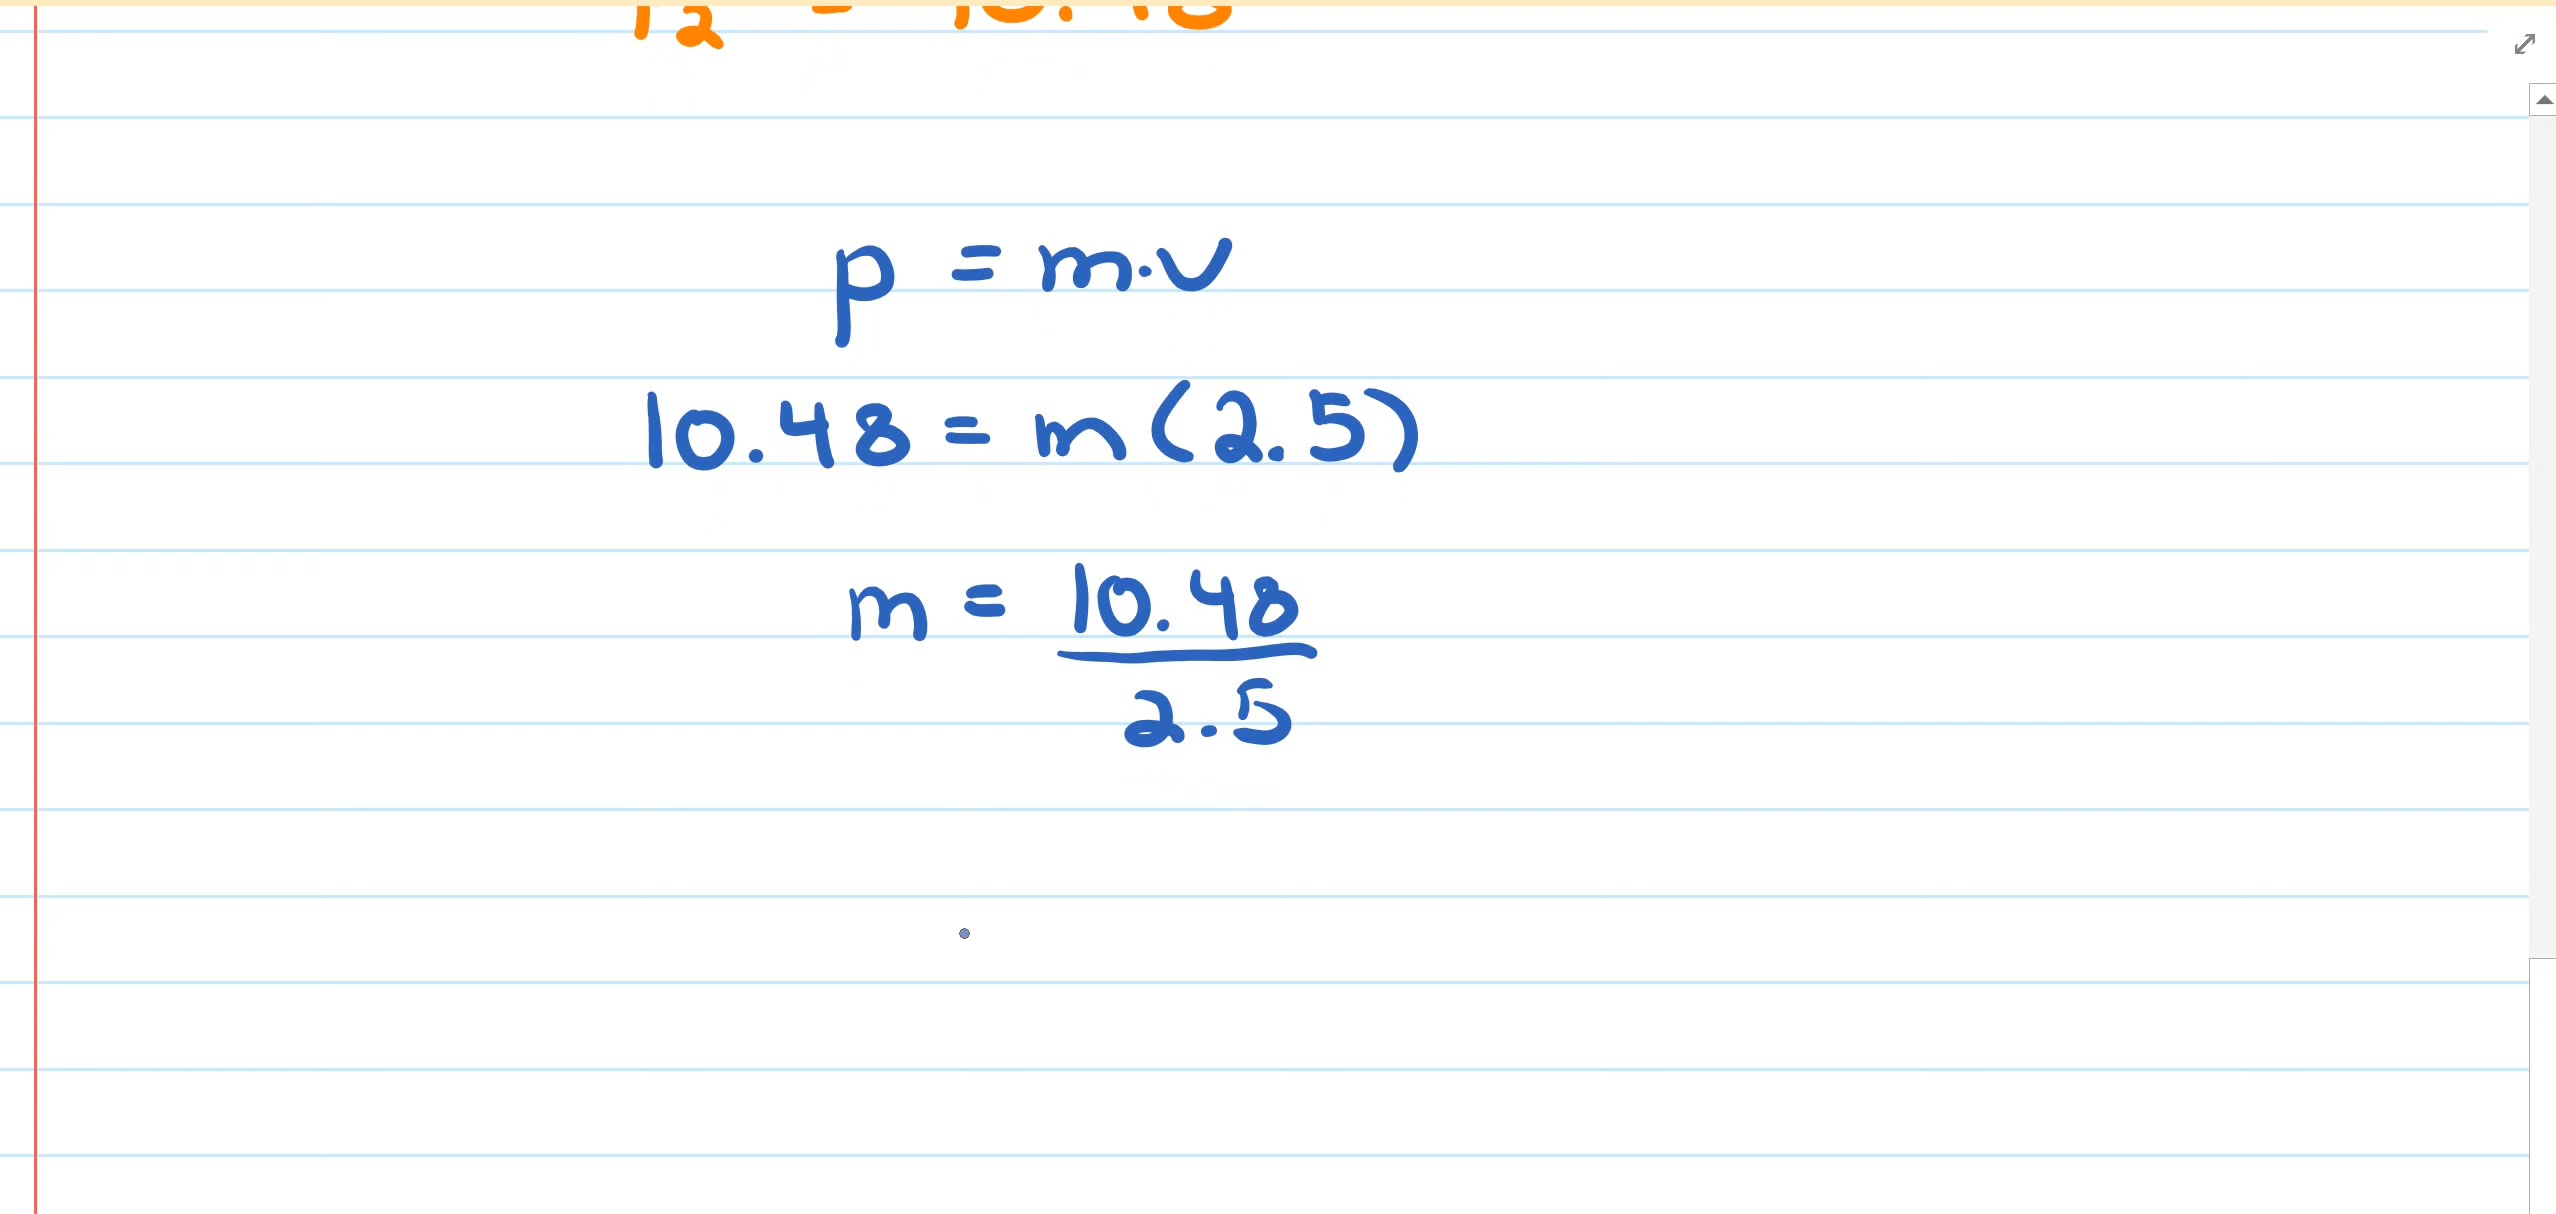 p = m·v
10.48 = m(2.5)
m = 10.48
2.5